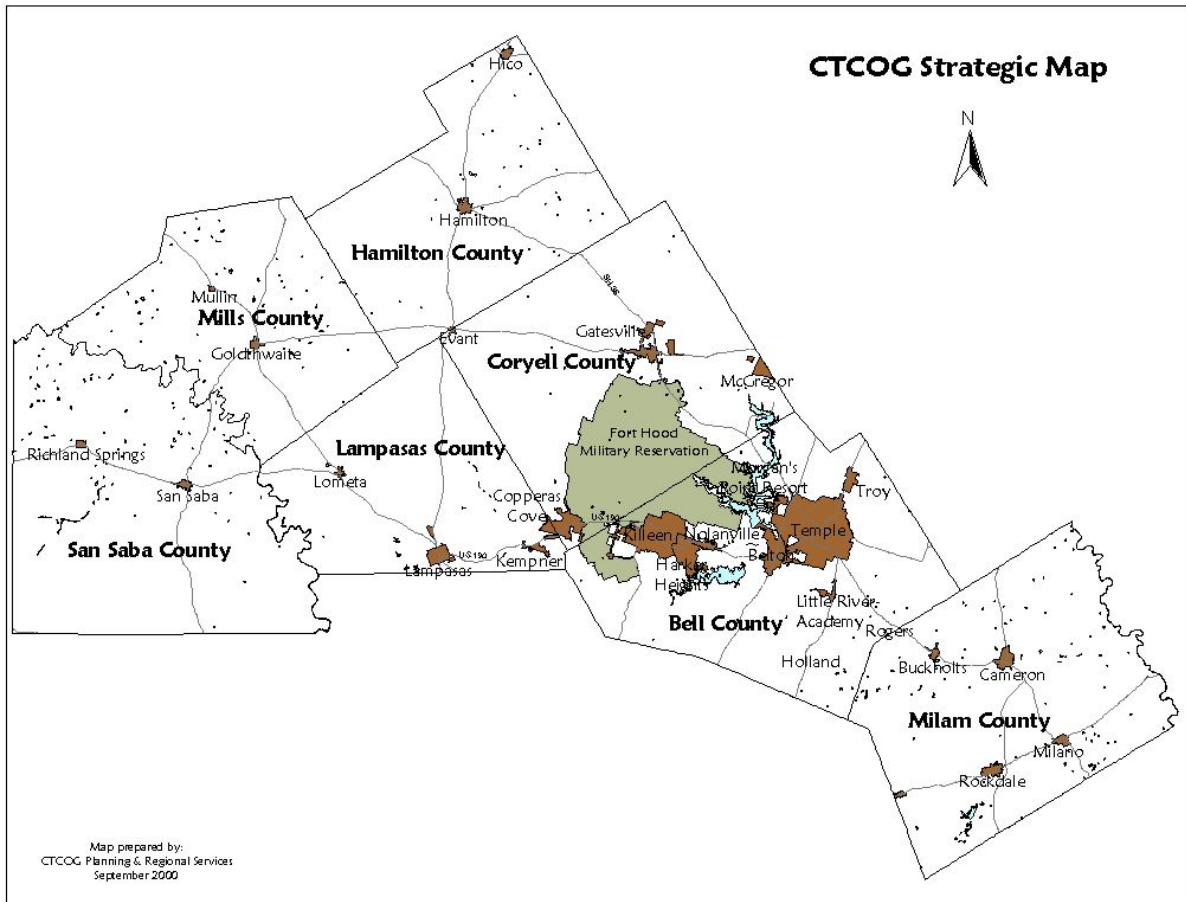 CTCOG Strategic Map
N
Hico
Hamilton
Hamilton County
Mullin
Mills County
Goldthwaite
Evant
Gatesville
Coryell County
McGregor
Fort Hood
Military Reservation
Richland Springs
San Saba
San Saba County
Lampasas County
Lometa
Copperas
Cove
US 190
Killeen
Nolanville
Morgan's
Point Resort
Temple
Troy
Belton
Lampasas
US 190
Kempner
Harker
Heights
Bell County
Little River-
Academy
Rogers
Holland
Buckholts
Cameron
Milam County
Milano
Rockdale
Map prepared by:
CTCOG Planning & Regional Services
September 2000